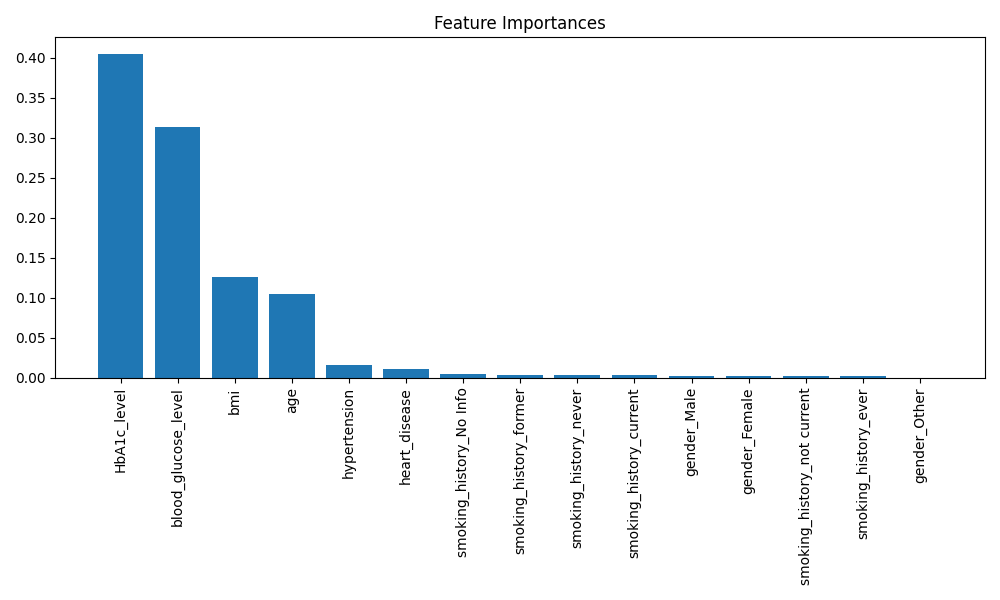 Feature Importances
0.40
0.35
0.30
0.25
0.20
0.15
0.10
0.05
0.00
HbA1c_level
blood_glucose_level
bmi
age
hypertension
heart_disease
smoking_history_No Info
smoking_history_former
smoking_history_never
smoking_history_current
gender_Male
gender_Female
smoking_history_not current
smoking_history_ever
gender_Other